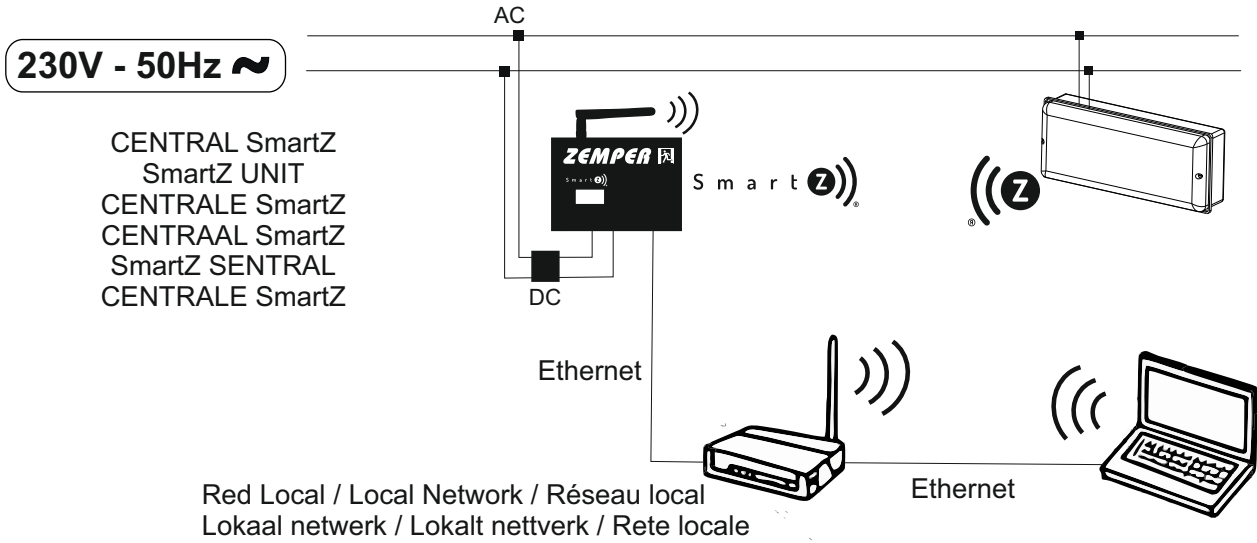 AC
230V - 50Hz ~
CENTRAL SmartZ
SmartZ UNIT
CENTRALE SmartZ
CENTRAAL SmartZ
SmartZ SENTRAL
CENTRALE SmartZ
ZEMPER
Smart Z
Smart Z ®
® Z
DC
Ethernet
Ethernet
Red Local / Local Network / Réseau local
Lokaal netwerk / Lokalt nettverk / Rete locale